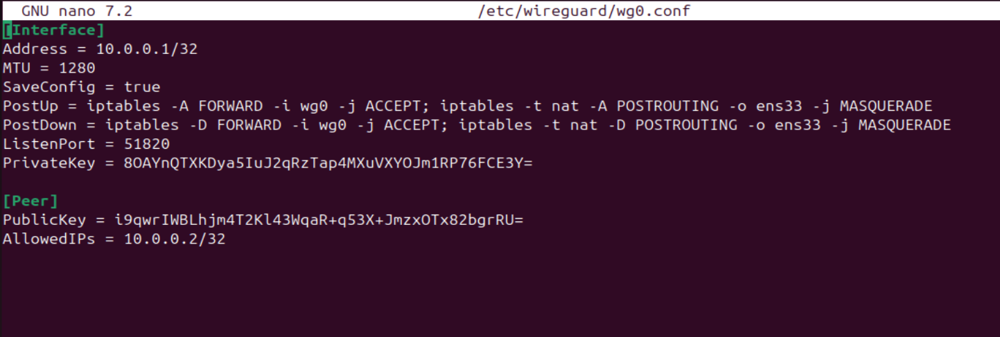 GNU nano 7.2 /etc/wireguard/wg0.conf
[Interface]
Address = 10.0.0.1/32
MTU = 1280
SaveConfig = true
PostUp = iptables -A FORWARD -i wg0 -j ACCEPT; iptables -t nat -A POSTROUTING -o ens33 -j MASQUERADE
PostDown = iptables -D FORWARD -i wg0 -j ACCEPT; iptables -t nat -D POSTROUTING -o ens33 -j MASQUERADE
ListenPort = 51820
PrivateKey = 8OAYnQTXKDya5IuJ2qRzTap4MXuVXYOJm1RP76FCE3Y=
[Peer]
PublicKey = i9qwrIWBLhjm4T2Kl43WqaR+q53X+JmzxOTx82bgrRU=
AllowedIPs = 10.0.0.2/32